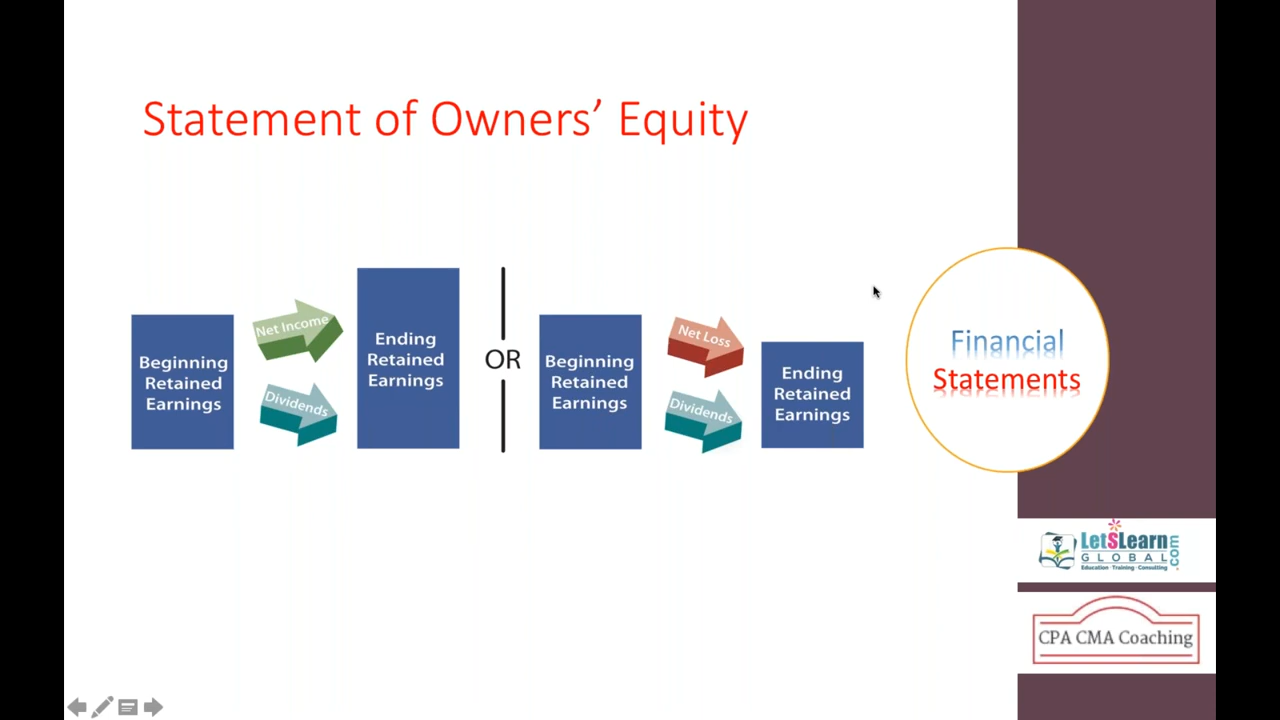 Statement of Owners’ Equity
Beginning
Retained
Earnings
Net Income
Dividends
Ending
Retained
Earnings
OR
Beginning
Retained
Earnings
Net Loss
Dividends
Ending
Retained
Earnings
Financial
Statements
LetSLearn
GLOBAL.com
Education · Training · Consulting
CPA CMA Coaching